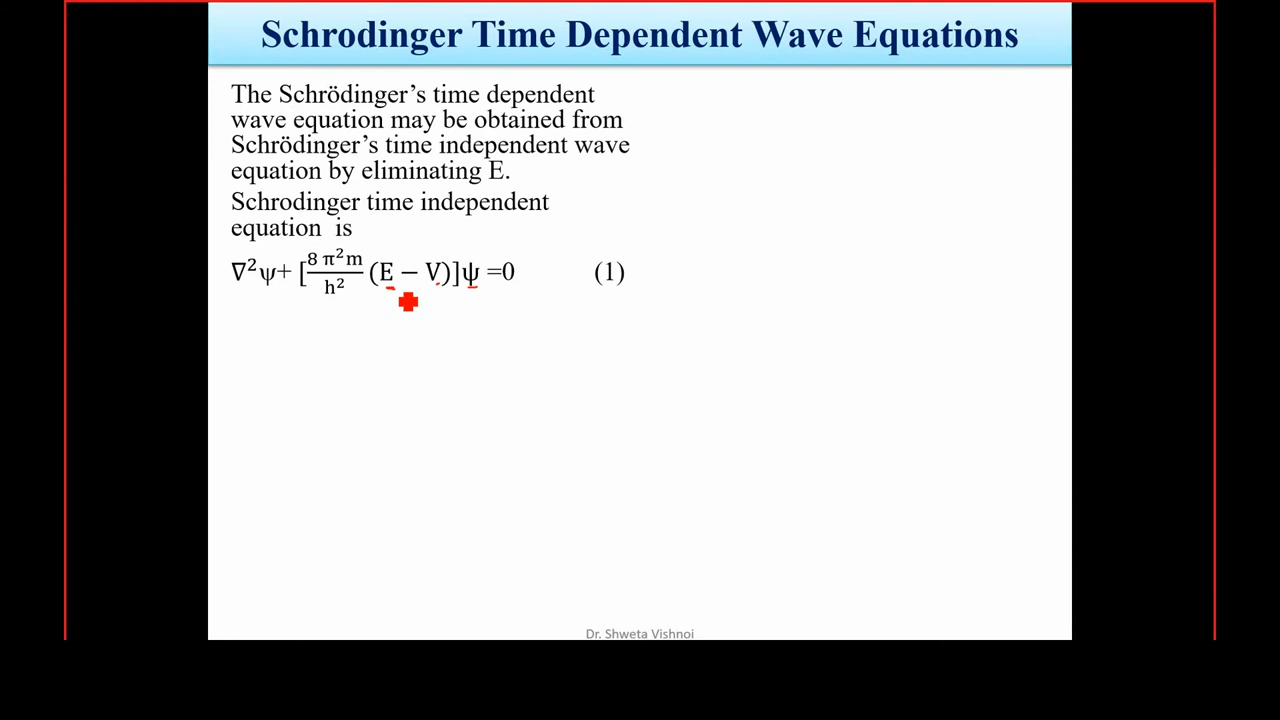 Schrodinger Time Dependent Wave Equations
The Schrödinger’s time dependent
wave equation may be obtained from
Schrödinger’s time independent wave
equation by eliminating E.
Schrodinger time independent
equation is
∇²ψ+ [8 π²m/h² (E − V)]ψ =0 (1)
Dr. Shweta Vishnoi